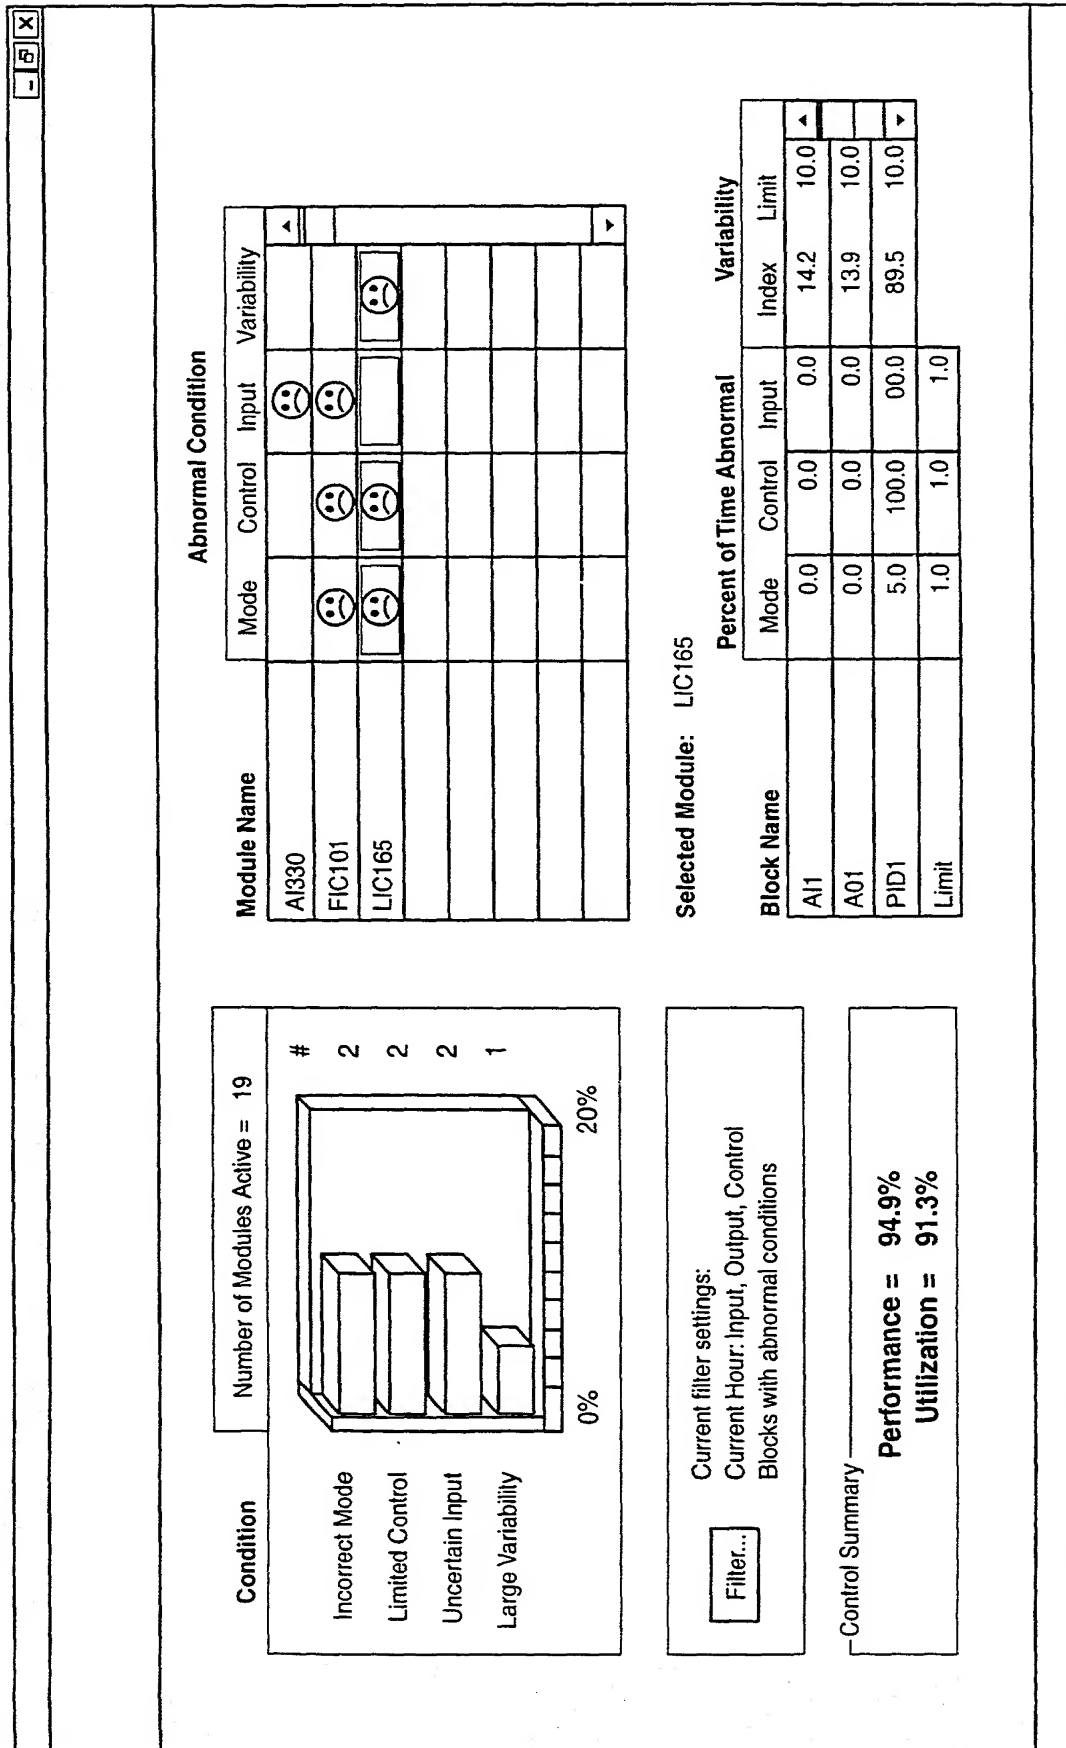 Condition
Number of Modules Active = 19
#
Incorrect Mode 2
Limited Control 2
Uncertain Input 2
Large Variability 1
0% 20%
Filter...
Current filter settings:
Current Hour: Input, Output, Control
Blocks with abnormal conditions
Control Summary
Performance = 94.9%
Utilization = 91.3%
Abnormal Condition
Module Name Mode Control Input Variability
AI330
FIC101
LIC165
Selected Module: LIC165
Percent of Time Abnormal Variability
Block Name Mode Control Input Index Limit
AI1 0.0 0.0 0.0 14.2 10.0
A01 0.0 0.0 0.0 13.9 10.0
PID1 5.0 100.0 00.0 89.5 10.0
Limit 1.0 1.0 1.0